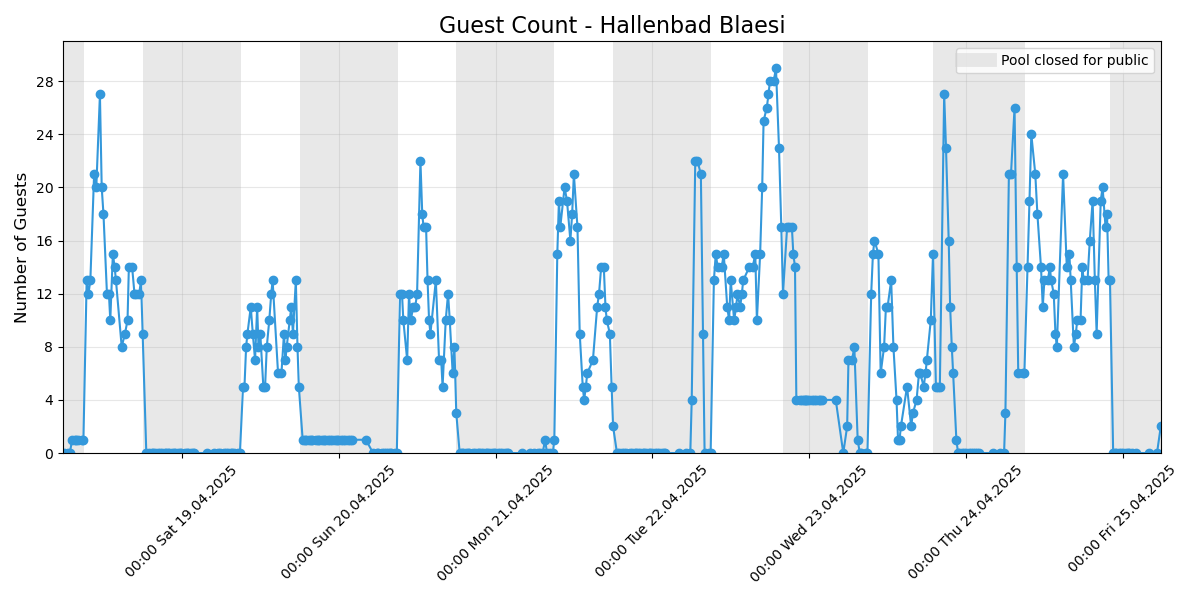 Guest Count - Hallenbad Blaesi
Pool closed for public
Number of Guests
28
24
20
16
12
8
4
0
00:00 Sat 19.04.2025
00:00 Sun 20.04.2025
00:00 Mon 21.04.2025
00:00 Tue 22.04.2025
00:00 Wed 23.04.2025
00:00 Thu 24.04.2025
00:00 Fri 25.04.2025